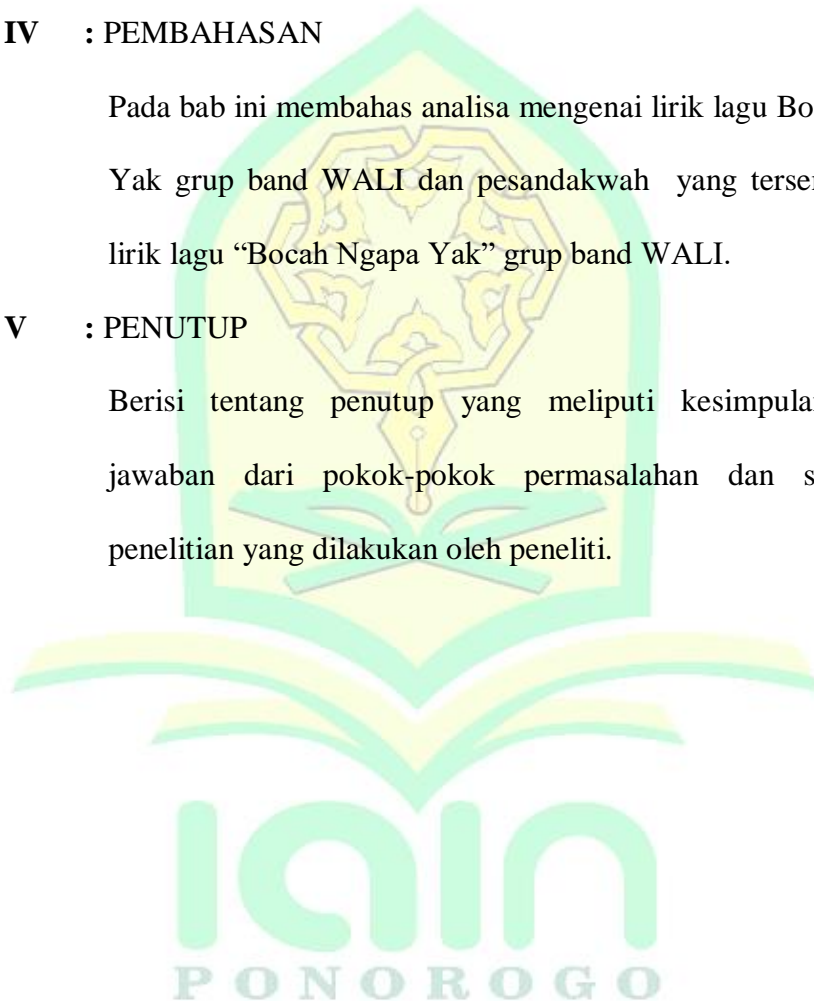 IV : PEMBAHASAN
Pada bab ini membahas analisa mengenai lirik lagu
Yak grup band WALI dan pesandakwah yang
lirik lagu “Bocah Ngapa Yak” grup band WALI.
V : PENUTUP
Berisi tentang penutup yang meliputi
jawaban dari pokok-pokok permasalahan dan
penelitian yang dilakukan oleh peneliti.
iain
PONOROGO